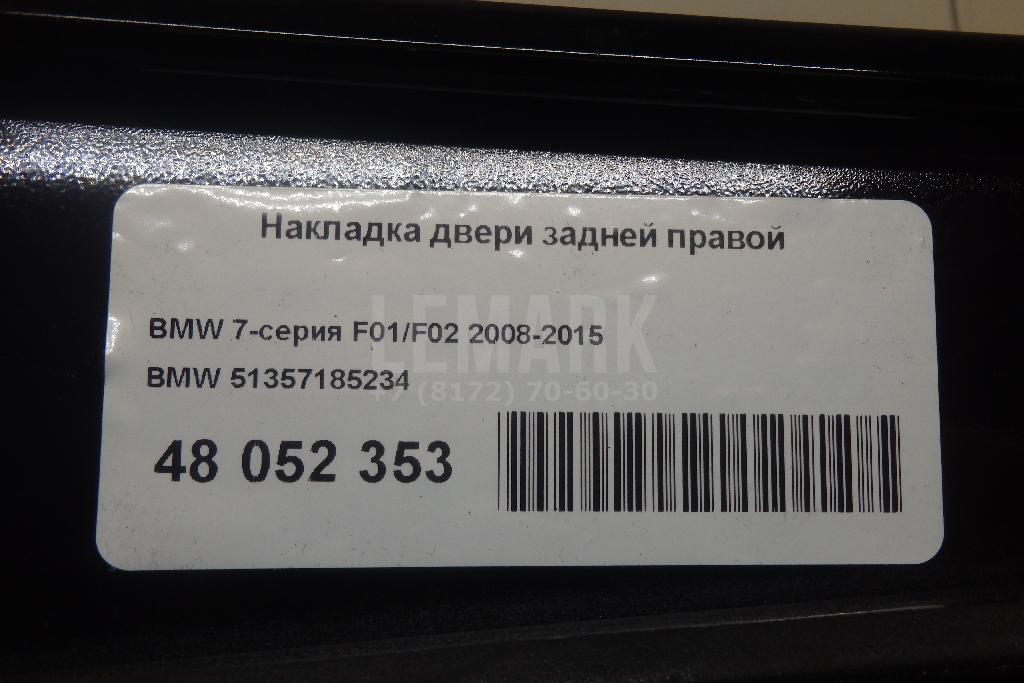 Накладка двери задней правой
LEMARK
BMW 7-серия F01/F02 2008-2015
BMW 51357185234
+7 (8172) 70-60-30
48 052 353